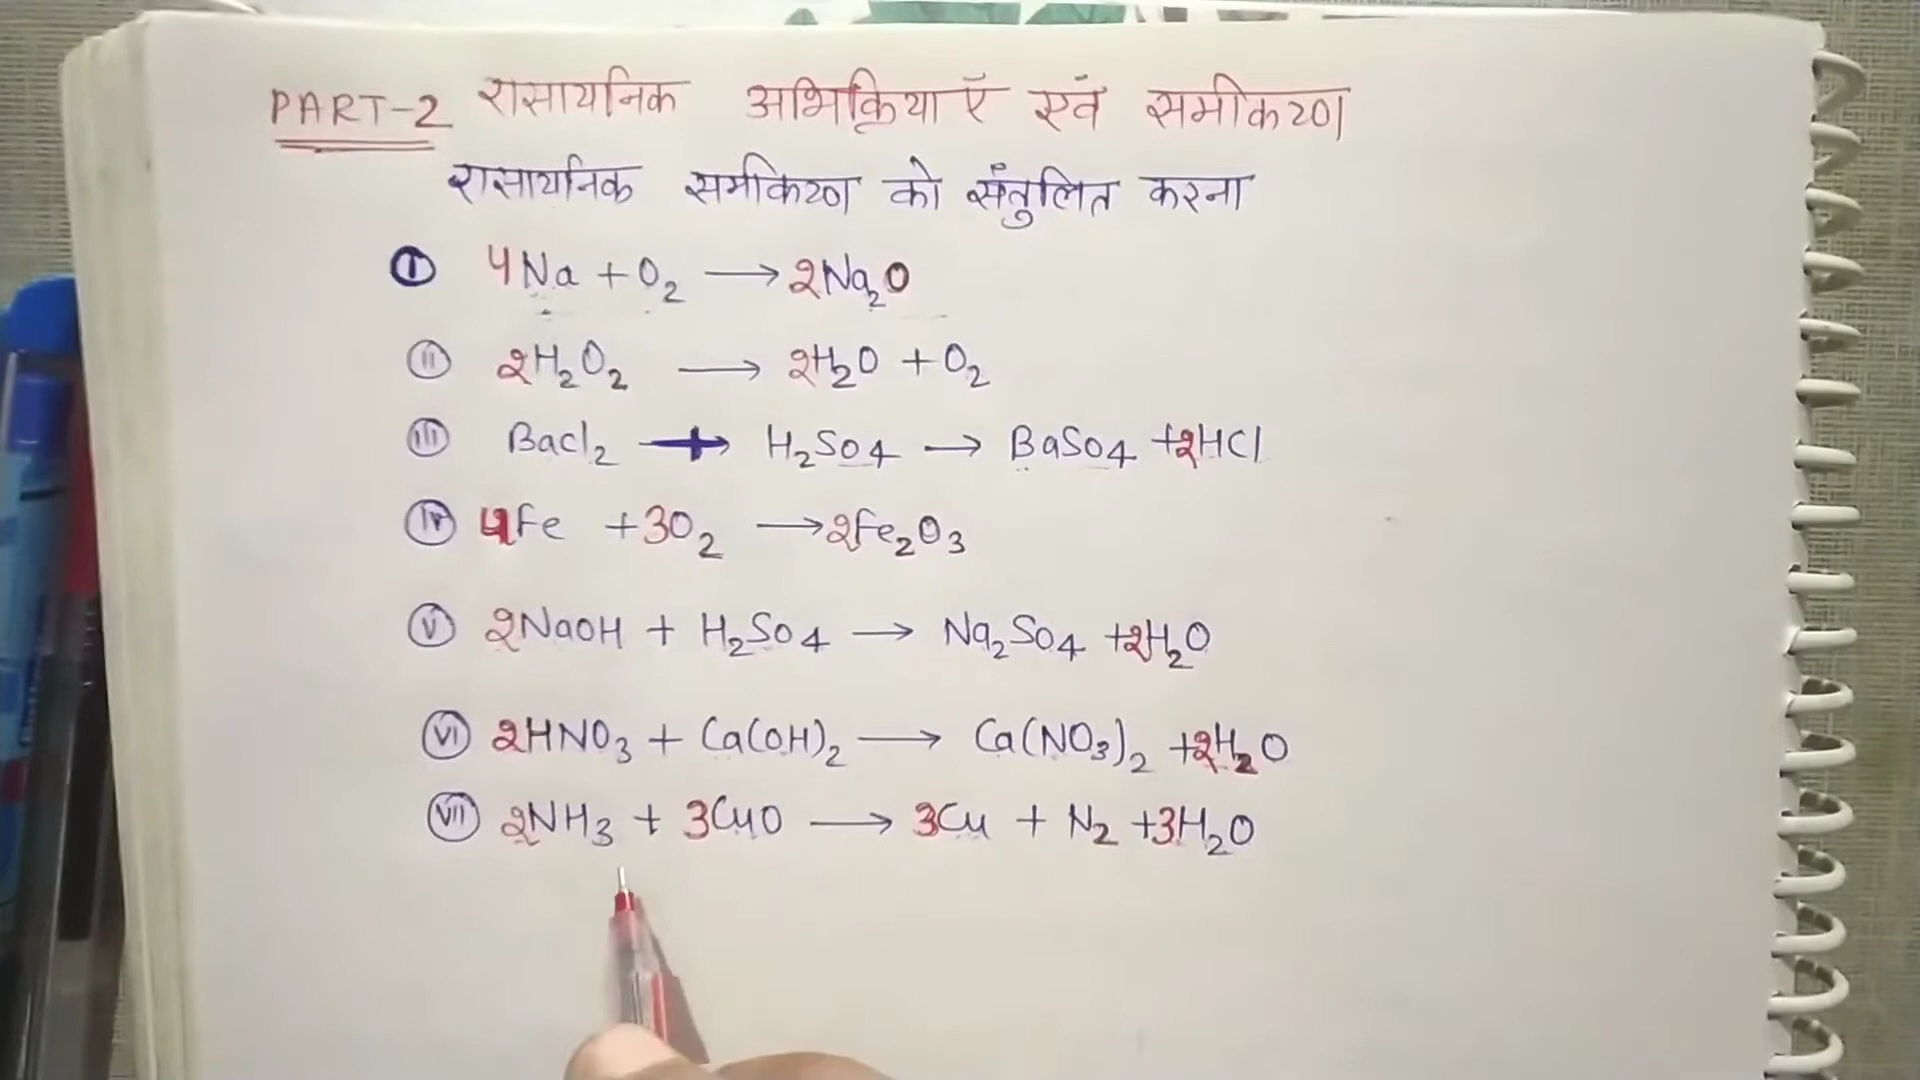 PART-2 रासायनिक अभिक्रियाएँ एवं समीकरण
रासायनिक समीकरण को संतुलित करना
(i) 4Na + O₂ → 2Na₂O
(ii) 2H₂O₂ → 2H₂O + O₂
(iii) Bacl₂ + H₂SO₄ → BaSO₄ + 2HCl
(iv) 4Fe + 3O₂ → 2Fe₂O₃
(v) 2NaOH + H₂SO₄ → Na₂SO₄ + 2H₂O
(vi) 2HNO₃ + Ca(OH)₂ → Ca(NO₃)₂ + 2H₂O
(vii) 2NH₃ + 3CuO → 3Cu + N₂ + 3H₂O